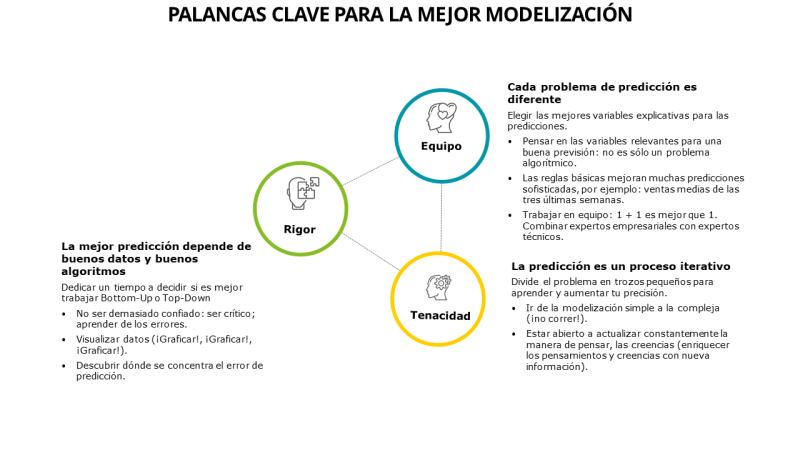 PALANCAS CLAVE PARA LA MEJOR MODELIZACIÓN
Equipo
Cada problema de predicción es
diferente
Elegir las mejores variables explicativas para las
predicciones.
• Pensar en las variables relevantes para una
buena previsión: no es sólo un problema
algorítmico.
• Las reglas básicas mejoran muchas predicciones
sofisticadas, por ejemplo: ventas medias de las
tres últimas semanas.
• Trabajar en equipo: 1 + 1 es mejor que 1.
Combinar expertos empresariales con expertos
técnicos.
Rigor
La mejor predicción depende de
buenos datos y buenos
algoritmos
Dedicar un tiempo a decidir si es mejor
trabajar Bottom-Up o Top-Down
• No ser demasiado confiado: ser crítico;
aprender de los errores.
• Visualizar datos (¡Graficar!, ¡Graficar!,
¡Graficar!).
• Descubrir dónde se concentra el error de
predicción.
Tenacidad
La predicción es un proceso iterativo
Divide el problema en trozos pequeños para
aprender y aumentar tu precisión.
• Ir de la modelización simple a la compleja
(¡no correr!).
• Estar abierto a actualizar constantemente la
manera de pensar, las creencias (enriquecer
los pensamientos y creencias con nueva
información).